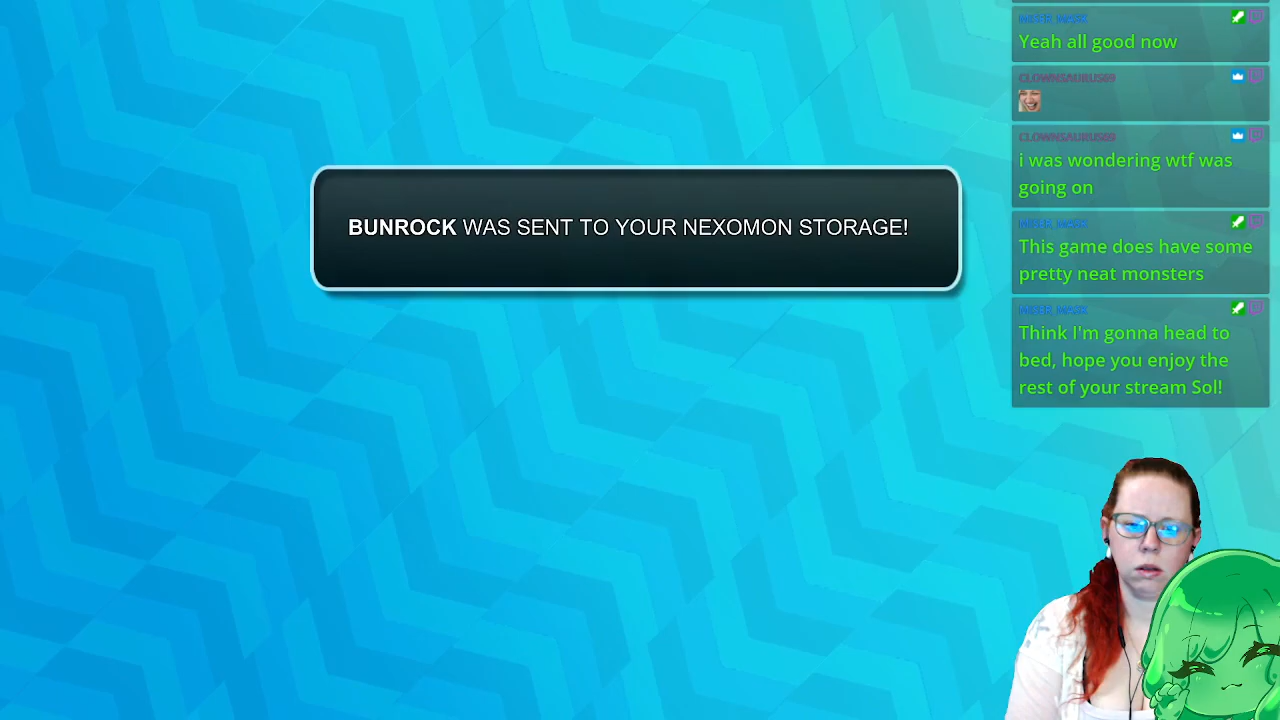 Yeah all good now
CLOWNSAURUS69
CLOWNSAURUS69
i was wondering wtf was
going on
This game does have some
pretty neat monsters
Think I'm gonna head to
bed, hope you enjoy the
rest of your stream Sol!
BUNROCK WAS SENT TO YOUR NEXOMON STORAGE!